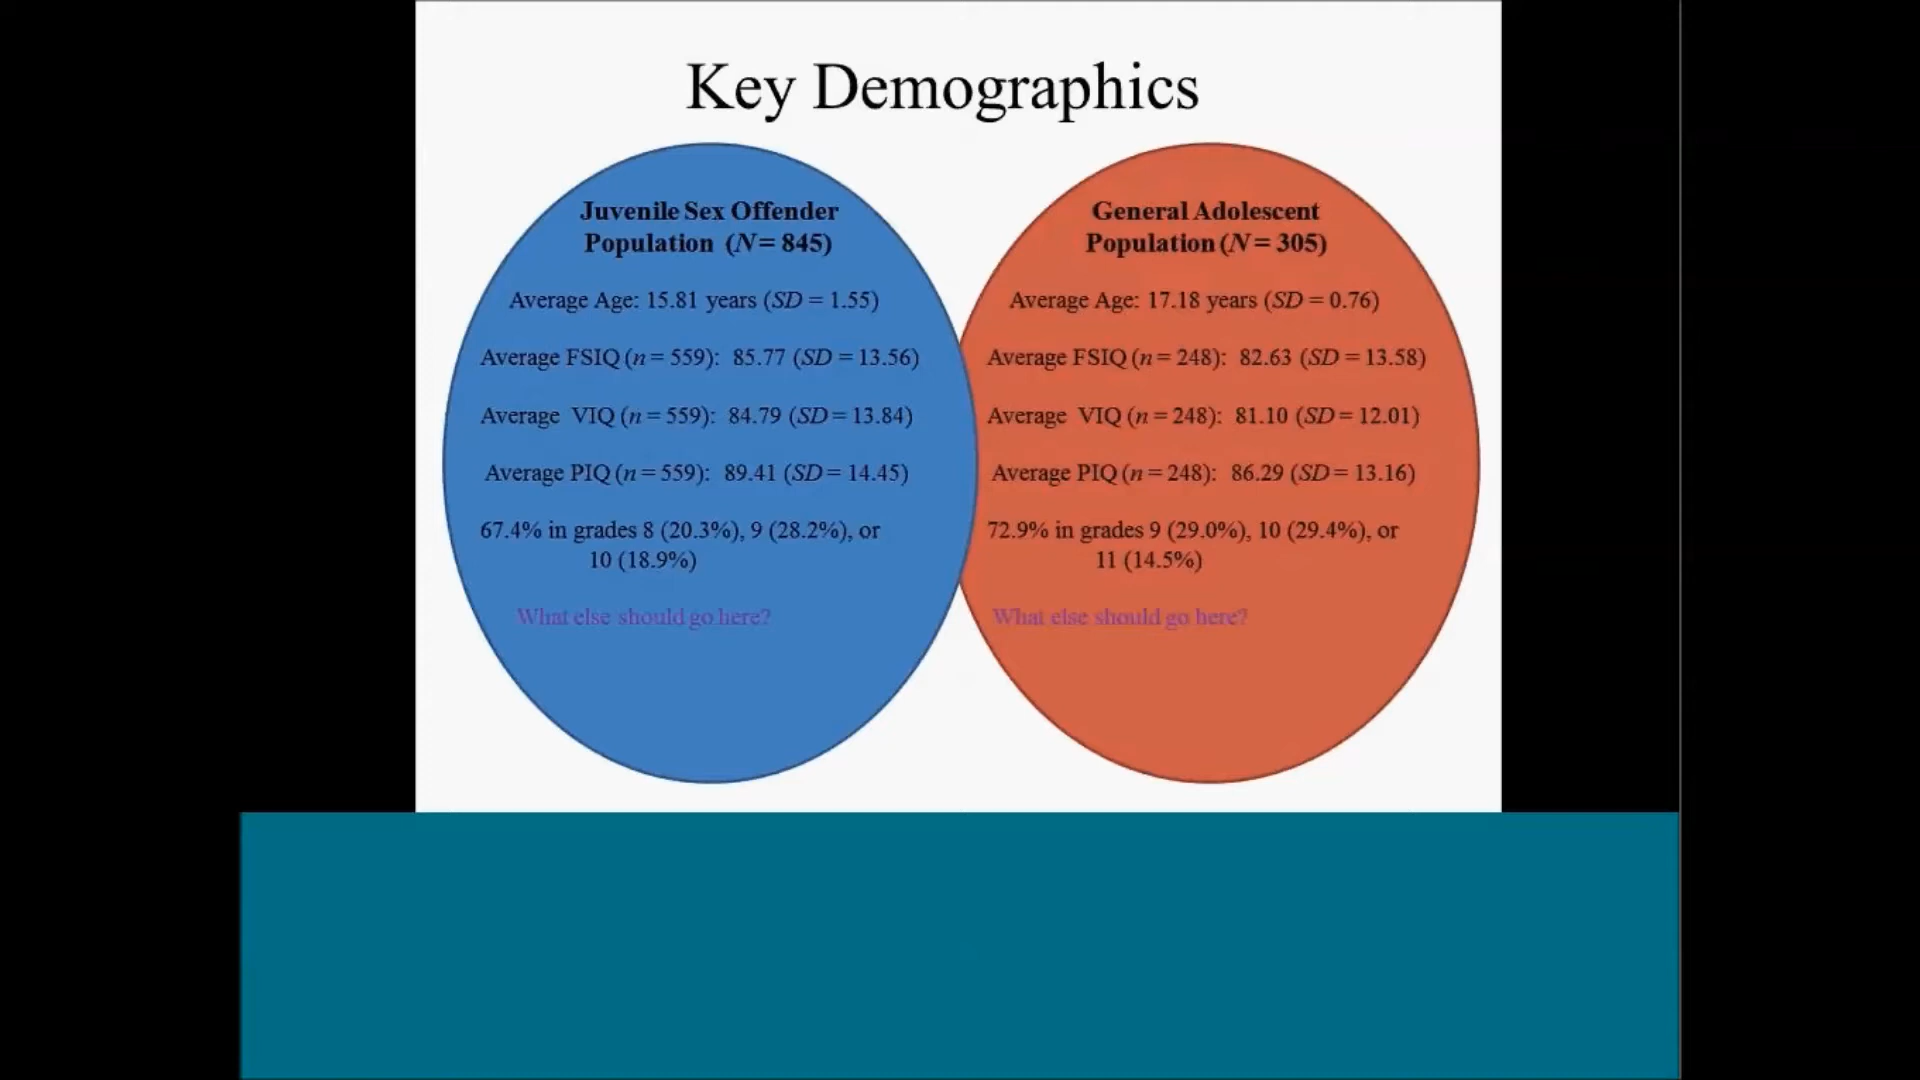 Key Demographics
Juvenile Sex Offender
Population (N = 845)
Average Age: 15.81 years (SD = 1.55)
Average FSIQ (n = 559): 85.77 (SD = 13.56)
Average VIQ (n = 559): 84.79 (SD = 13.84)
Average PIQ (n = 559): 89.41 (SD = 14.45)
67.4% in grades 8 (20.3%), 9 (28.2%), or
10 (18.9%)
What else should go here?
General Adolescent
Population (N = 305)
Average Age: 17.18 years (SD = 0.76)
Average FSIQ (n = 248): 82.63 (SD = 13.58)
Average VIQ (n = 248): 81.10 (SD = 12.01)
Average PIQ (n = 248): 86.29 (SD = 13.16)
72.9% in grades 9 (29.0%), 10 (29.4%), or
11 (14.5%)
What else should go here?